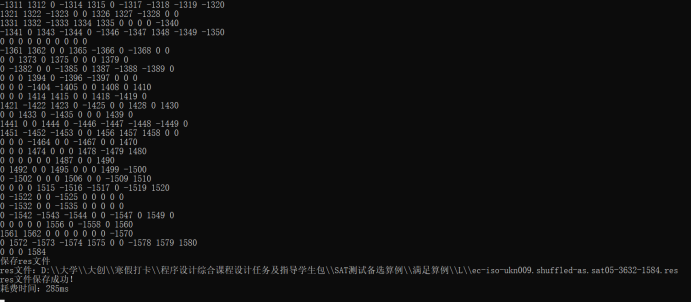 -1311 1312 0 -1314 1315 0 -1317 -1318 -1319 -1320
1321 1322 -1323 0 0 1326 1327 -1328 0 0
1331 1332 -1333 1334 1335 0 0 0 0 -1340
-1341 0 1343 -1344 0 -1346 -1347 1348 -1349 -1350
0 0 0 0 0 0 0 0 0 0
-1361 1362 0 0 1365 -1366 0 -1368 0 0
0 0 1373 0 1375 0 0 0 1379 0
0 -1382 0 0 -1385 0 1387 -1388 -1389 0
0 0 0 1394 0 -1396 -1397 0 0 0
0 0 0 -1404 -1405 0 0 1408 0 1410
0 0 0 1414 1415 0 0 1418 -1419 0
1421 -1422 1423 0 -1425 0 0 1428 0 1430
0 0 1433 0 -1435 0 0 0 1439 0
1441 0 0 1444 0 -1446 -1447 -1448 -1449 0
1451 -1452 -1453 0 0 1456 1457 1458 0 0
0 0 0 -1464 0 0 -1467 0 0 1470
0 0 0 1474 0 0 0 1478 -1479 1480
0 0 0 0 0 0 1487 0 0 1490
0 1492 0 0 1495 0 0 0 1499 -1500
0 -1502 0 0 0 1506 0 0 -1509 1510
0 0 0 0 1515 -1516 -1517 0 -1519 1520
0 -1522 0 0 -1525 0 0 0 0 0
0 -1532 0 0 -1535 0 0 0 0 0
0 -1542 -1543 -1544 0 0 -1547 0 1549 0
0 0 0 0 0 1556 0 -1558 0 1560
1561 1562 0 0 0 0 0 0 0 -1570
0 1572 -1573 -1574 1575 0 0 -1578 1579 1580
0 0 0 1584
保存res文件
res文件: D:\\大学\\大创\\寒假打卡\\程序设计综合课程设计任务及指导学生包\\SAT测试备选算例\\满足算例\\L\\ec-iso-ukn009.shuffled-as.sat05-3632-1584.res
res文件保存成功!
耗费时间: 285ms